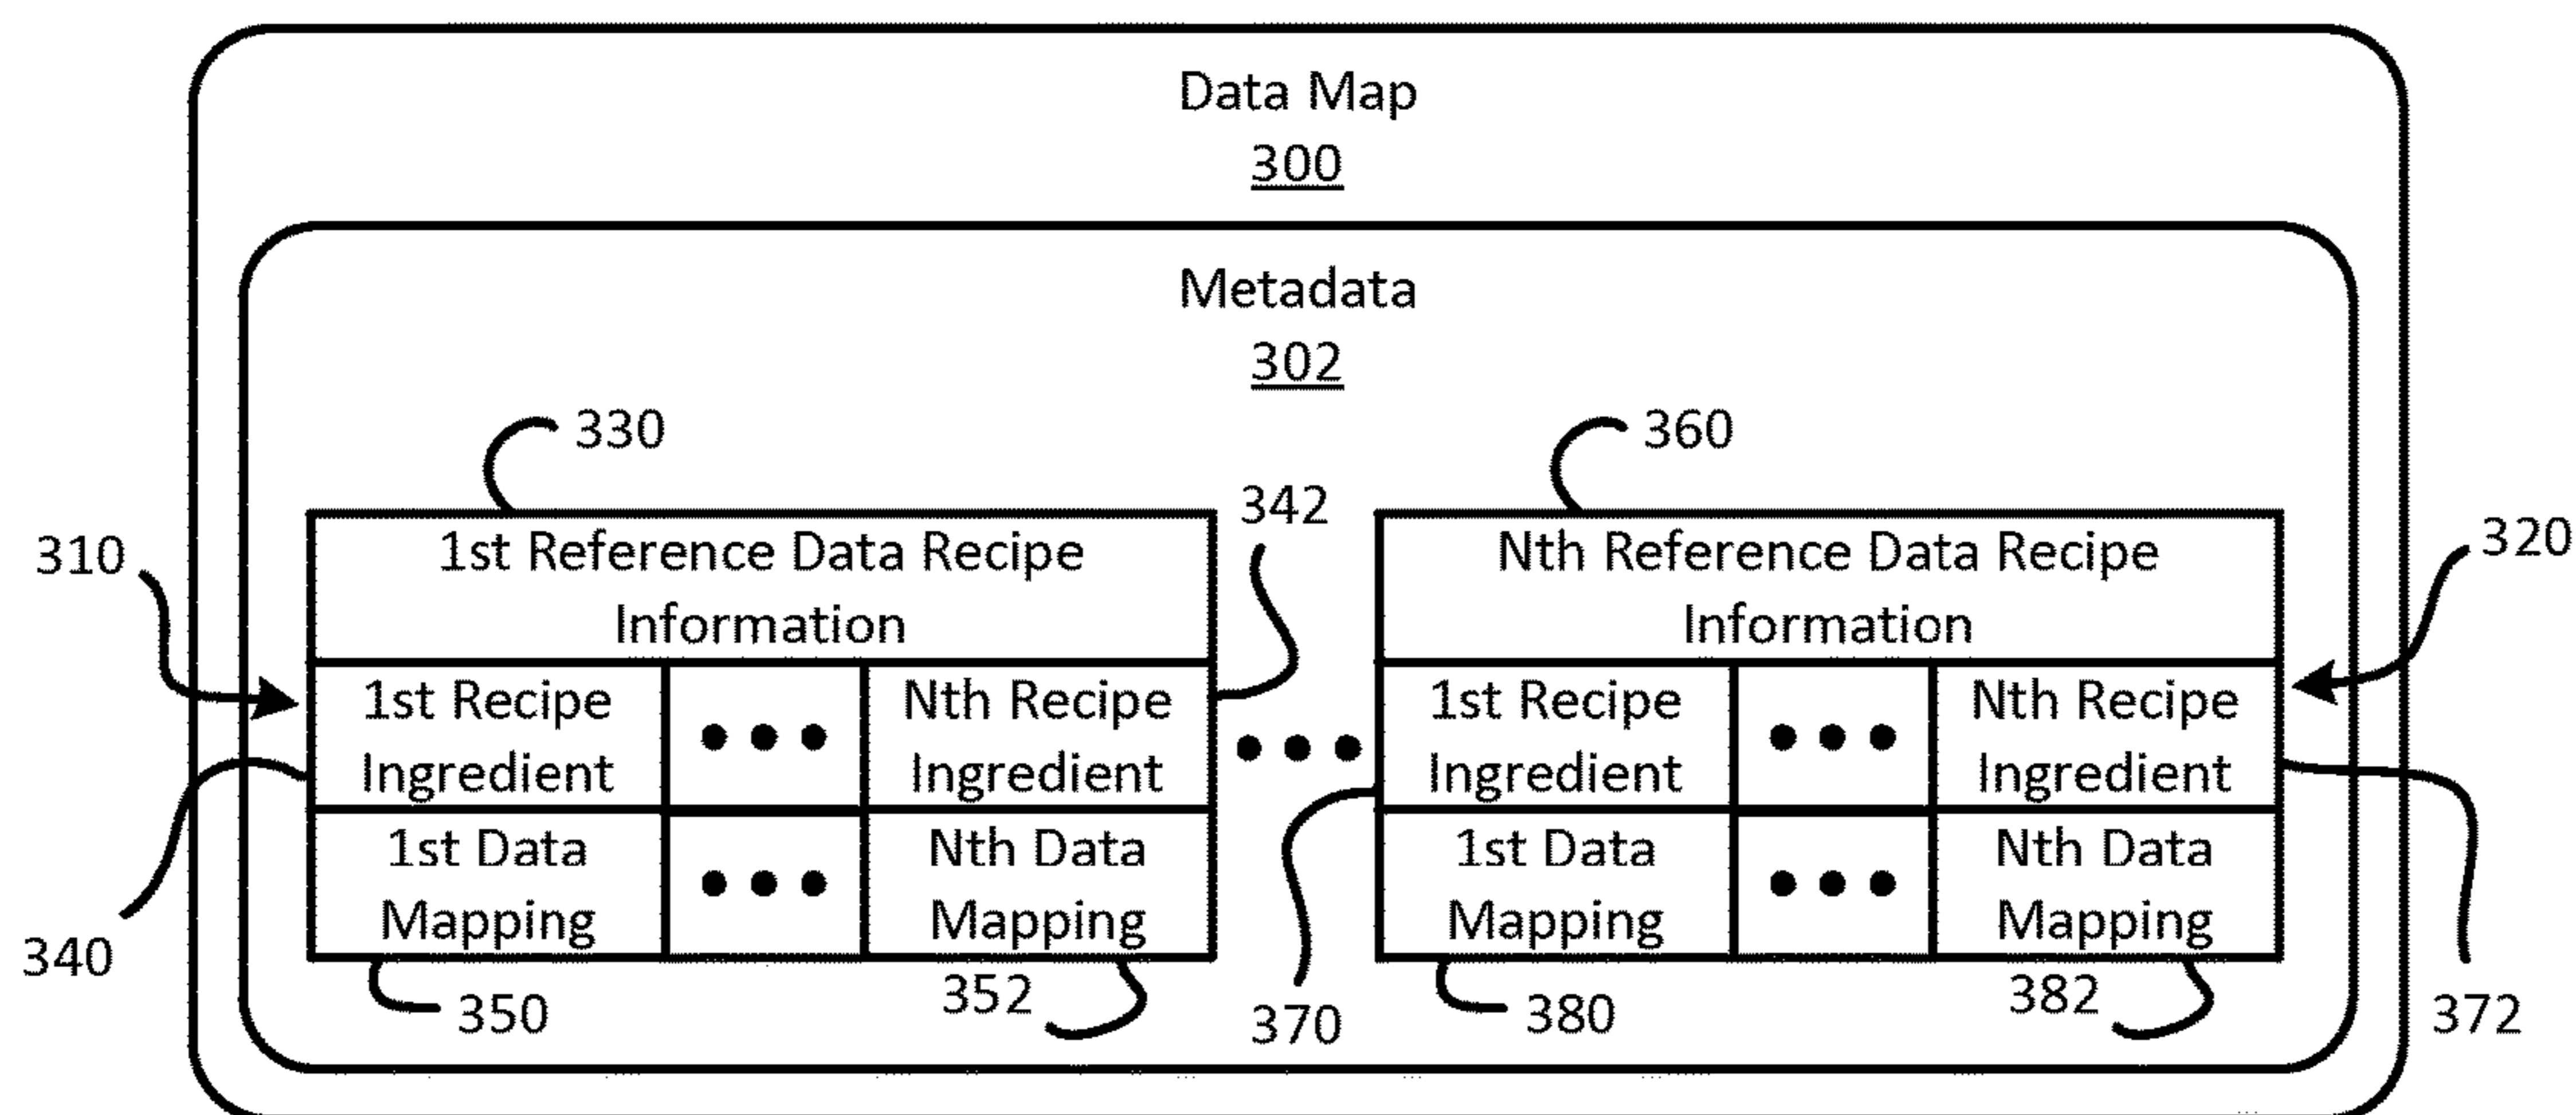 Data Map
300
Metadata
302
330
360
342
310
320
1st Reference Data Recipe
Information
Nth Reference Data Recipe
Information
1st Recipe
Ingredient
Nth Recipe
Ingredient
1st Recipe
Ingredient
Nth Recipe
Ingredient
1st Data
Mapping
Nth Data
Mapping
1st Data
Mapping
Nth Data
Mapping
340
350
352
370
380
382
372